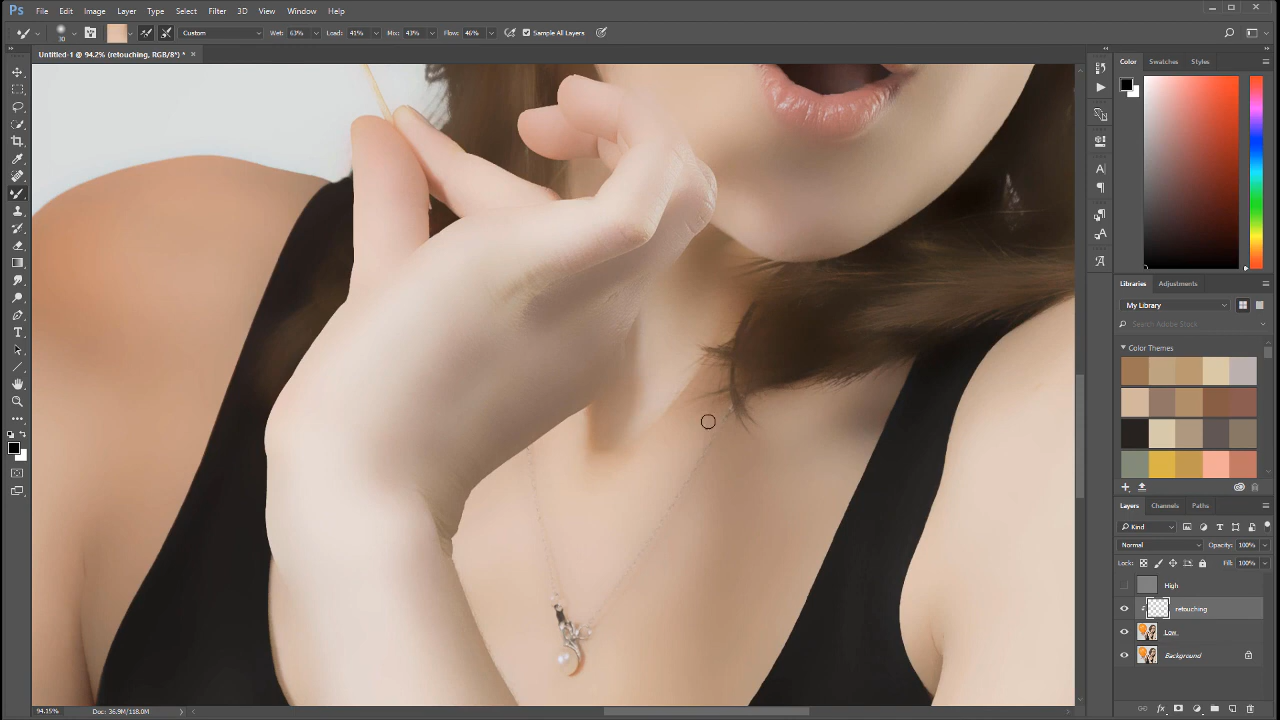 Ps File Edit Image Layer Type Select Filter 3D View Window Help
30 Custom Wet: 63% Load: 41% Mix: 43% Flow: 46% Sample All Layers
Untitled-1 @ 94.2% (retouching, RGB/8*) * ×
Color Swatches Styles
Libraries Adjustments
My Library
Search Adobe Stock
Color Themes
Layers Channels Paths
Kind
Normal Opacity: 100%
Lock: Fill: 100%
High
retouching
Low
Background
94.15% Doc: 36.9M/118.0M